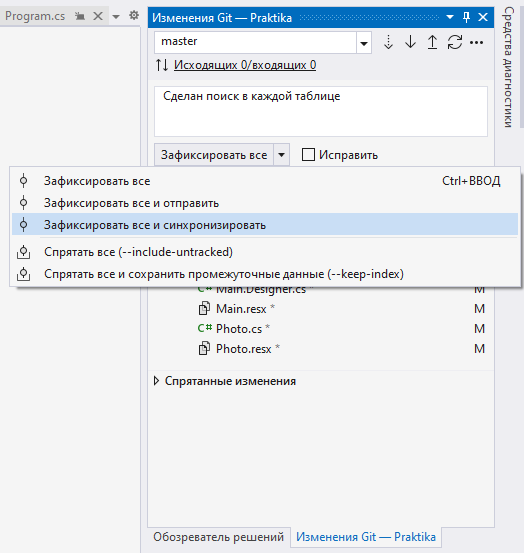 Program.cs
Изменения Git — Praktika
master
Исходящих 0/входящих 0
Сделан поиск в каждой таблице
Зафиксировать все
Исправить
Зафиксировать все Ctrl+ВВОД
Зафиксировать все и отправить
Зафиксировать все и синхронизировать
Спрятать все (--include-untracked)
Спрятать все и сохранить промежуточные данные (--keep-index)
C# Main.Designer.cs * M
Main.resx * M
C# Photo.cs * M
Photo.resx * M
Спрятанные изменения
Обозреватель решений
Изменения Git — Praktika
Средства диагностики